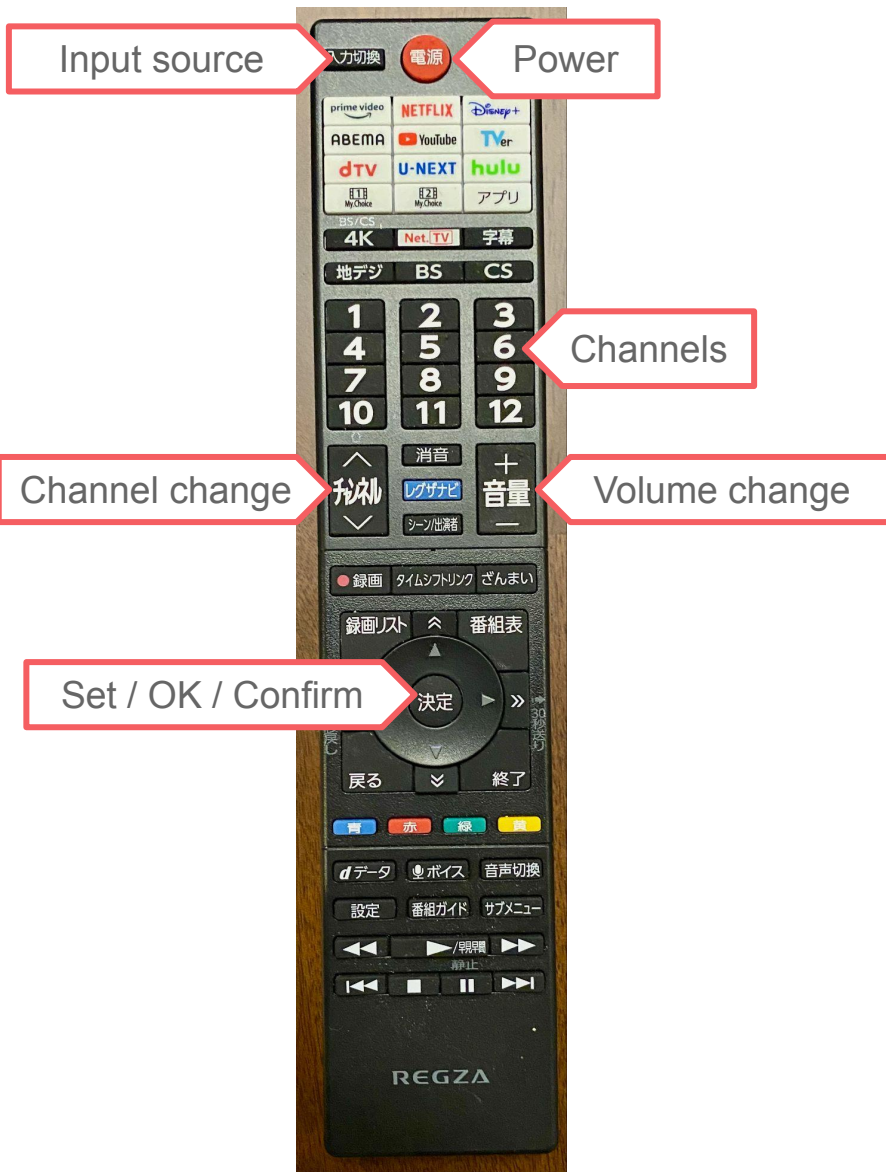 Input source
入力切換
電源
Power
prime video
NETFLIX
Disney+
ABEMA
YouTube
TVer
dTV
U-NEXT
hulu
1
My.Choice
2
My.Choice
アプリ
BS/CS
4K
Net.TV
字幕
地デジ
BS
CS
1
2
3
4
5
6
Channels
7
8
9
10
11
12
Channel change
チャンネル
消音
レグザナビ
シーン/出演者
+
音量
−
Volume change
録画
タイムシフトリンク
ざんまい
録画リスト
番組表
Set / OK / Confirm
決定
30秒送り
戻し
戻る
終了
青
赤
緑
黄
dデータ
ボイス
音声切換
設定
番組ガイド
サブメニュー
/早見早聞
静止
REGZA